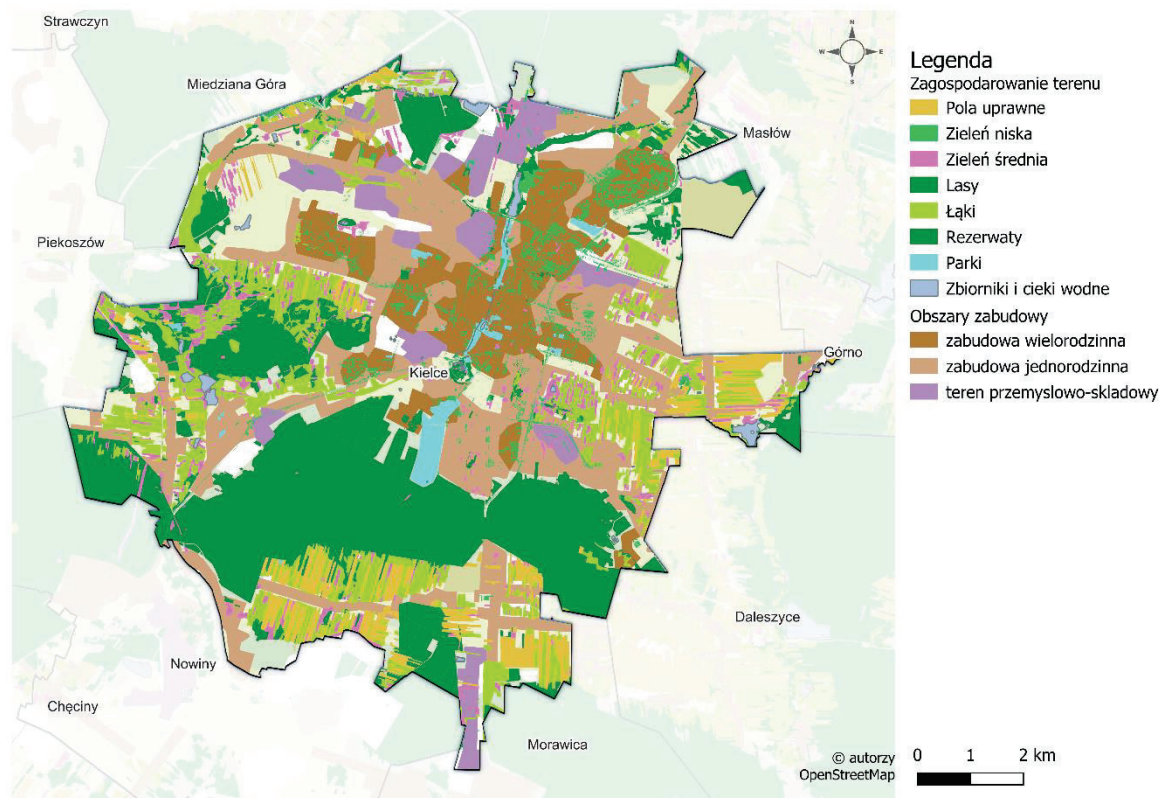 Strawczyn
Miedziana Góra
Masłów
Piekoszów
Górno
Kielce
Daleszyce
Nowiny
Chęciny
Morawica
N
W
E
S
Legenda
Zagospodarowanie terenu
Pola uprawne
Zieleń niska
Zieleń średnia
Lasy
Łąki
Rezerwaty
Parki
Zbiorniki i cieki wodne
Obszary zabudowy
zabudowa wielorodzinna
zabudowa jednorodzinna
teren przemyslowo-skladowy
© autorzy
OpenStreetMap
0 1 2 km